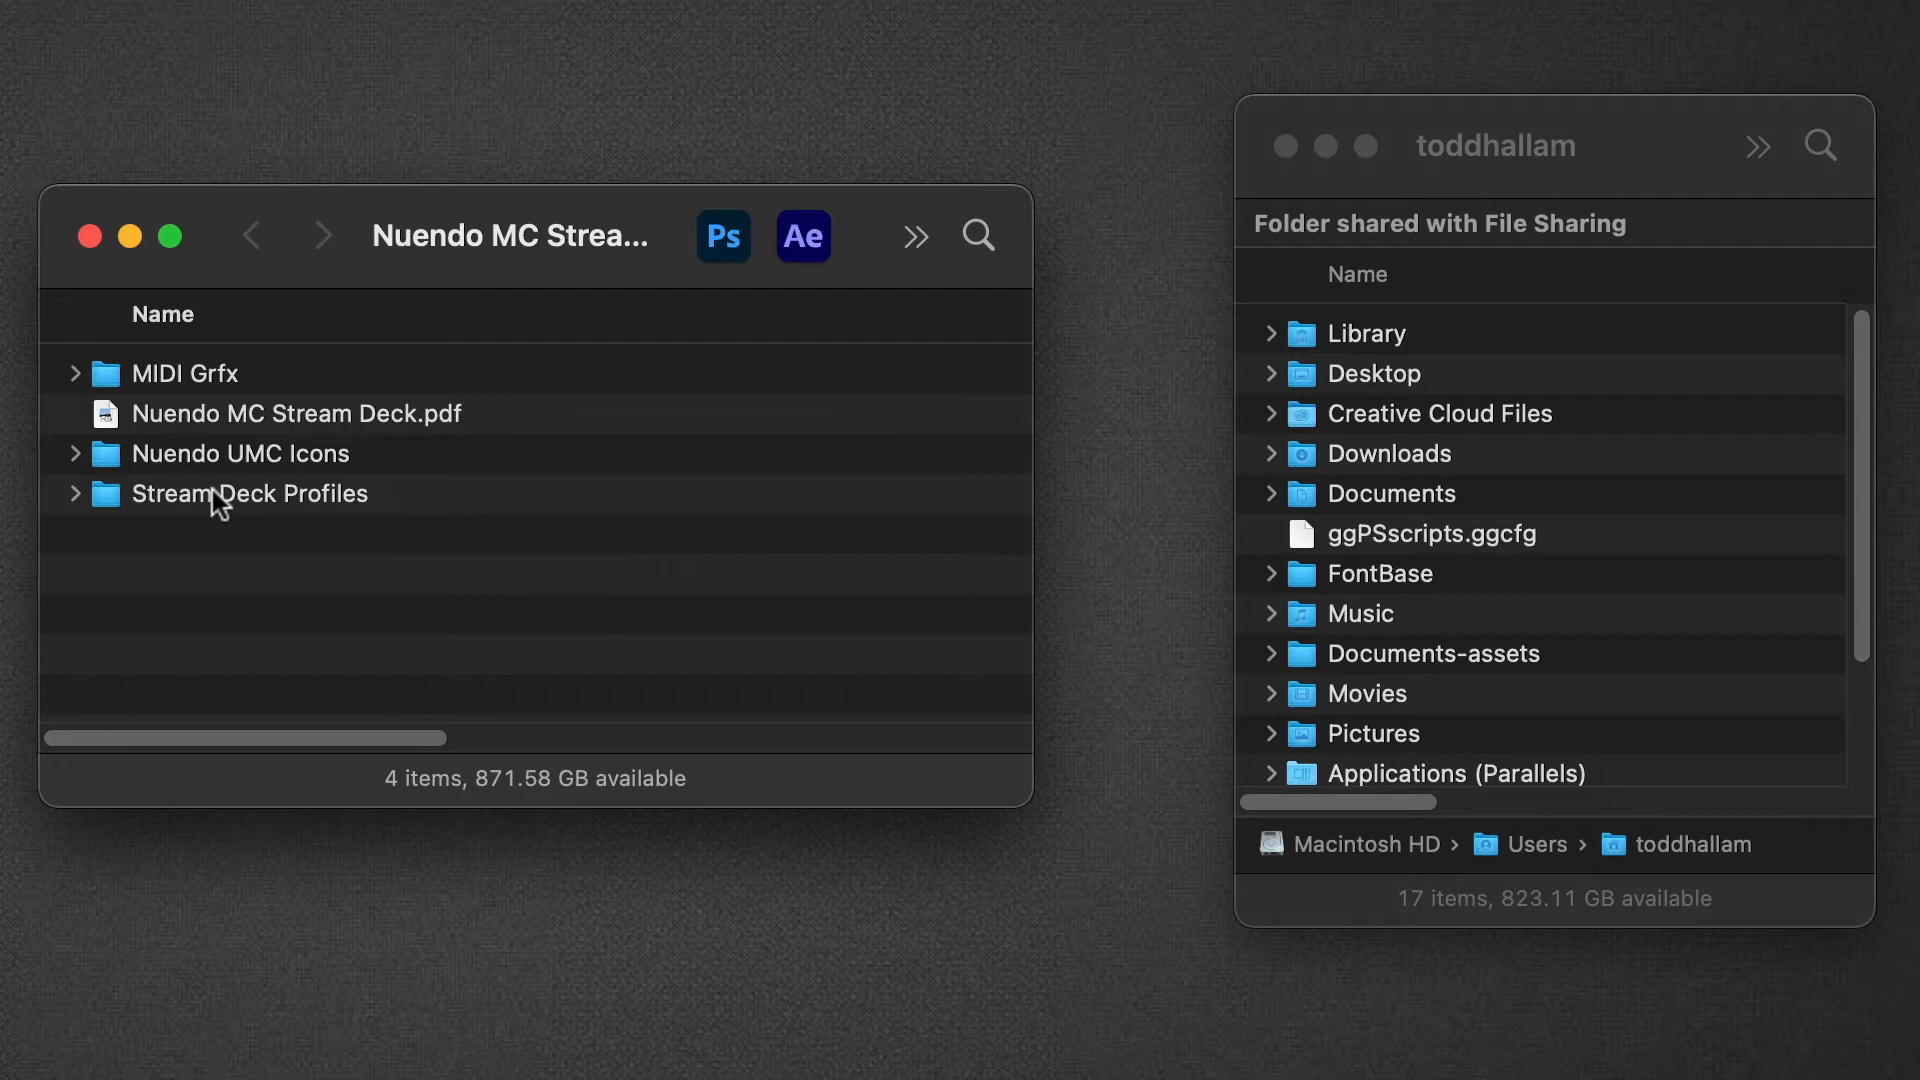 Nuendo MC Strea...
Ps
Ae
Name
MIDI Grfx
Nuendo MC Stream Deck.pdf
Nuendo UMC Icons
Stream Deck Profiles
4 items, 871.58 GB available
toddhallam
Folder shared with File Sharing
Name
Library
Desktop
Creative Cloud Files
Downloads
Documents
ggPSscripts.ggcfg
FontBase
Music
Documents-assets
Movies
Pictures
Applications (Parallels)
Macintosh HD › Users › toddhallam
17 items, 823.11 GB available